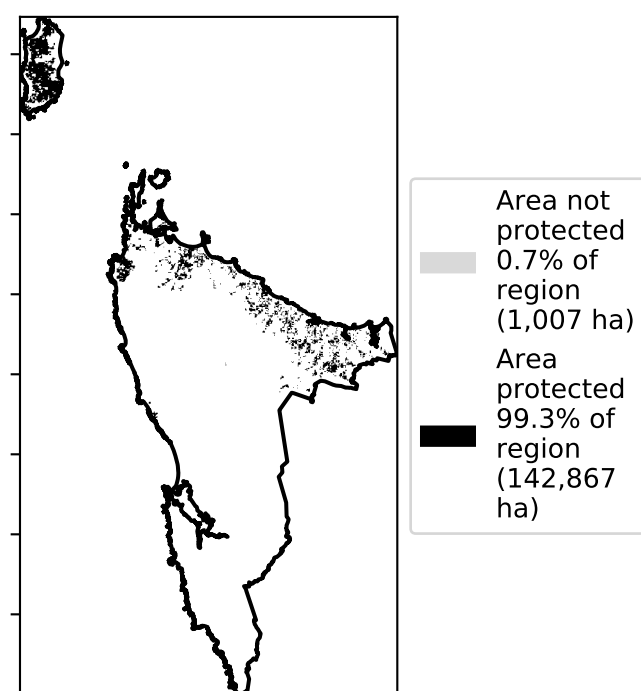 Area not
protected
0.7% of
region
(1,007 ha)
Area
protected
99.3% of
region
(142,867
ha)